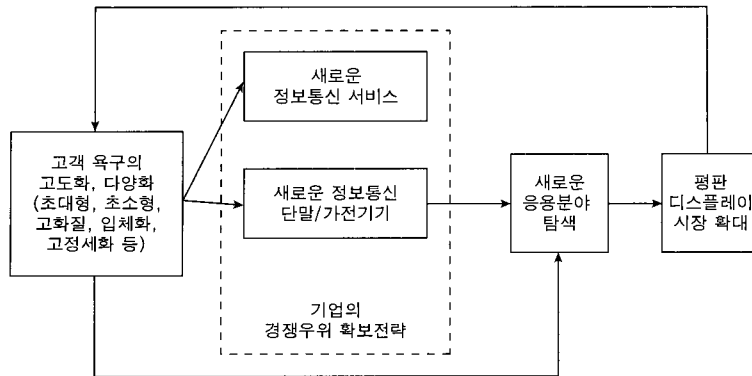 새로운
정보통신 서비스
고객 욕구의
고도화, 다양화
(초대형, 초소형,
고화질, 입체화,
고정세화 등)
새로운 정보통신
단말/가전기기
새로운
응용분야
탐색
평판
디스플레이
시장 확대
기업의
경쟁우위 확보전략